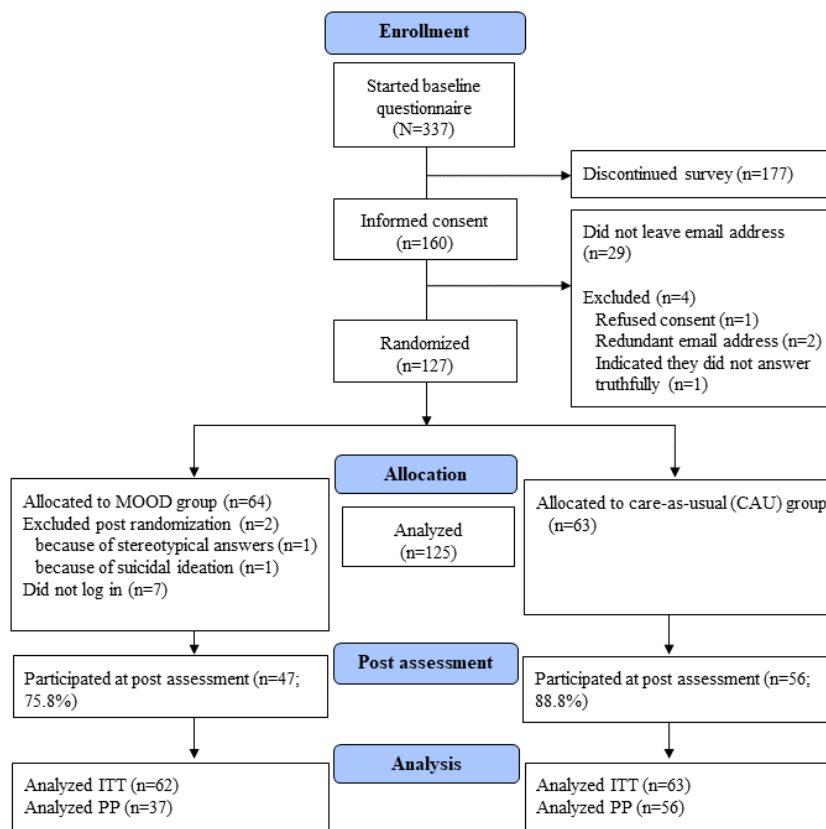 Enrollment
Started baseline
questionnaire
(N=337)
Discontinued survey (n=177)
Informed consent
(n=160)
Did not leave email address
(n=29)
Excluded (n=4)
Refused consent (n=1)
Redundant email address (n=2)
Indicated they did not answer
truthfully (n=1)
Randomized
(n=127)
Allocation
Allocated to MOOD group (n=64)
Excluded post randomization (n=2)
because of stereotypical answers (n=1)
because of suicidal ideation (n=1)
Did not log in (n=7)
Analyzed
(n=125)
Allocated to care-as-usual (CAU) group
(n=63)
Post assessment
Participated at post assessment (n=47;
75.8%)
Participated at post assessment (n=56;
88.8%)
Analysis
Analyzed ITT (n=62)
Analyzed PP (n=37)
Analyzed ITT (n=63)
Analyzed PP (n=56)